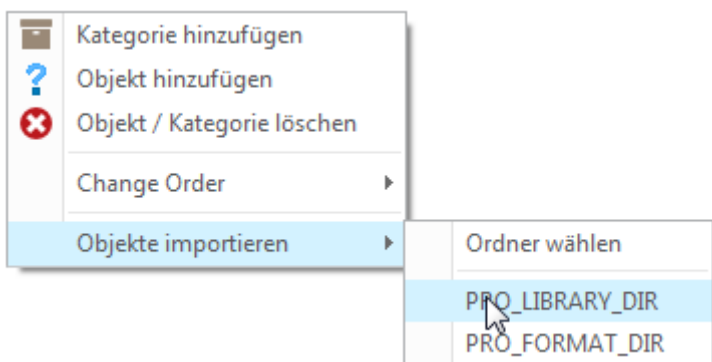 Kategorie hinzufügen
Objekt hinzufügen
Objekt / Kategorie löschen
Change Order
Objekte importieren
Ordner wählen
PRO_LIBRARY_DIR
PRO_FORMAT_DIR